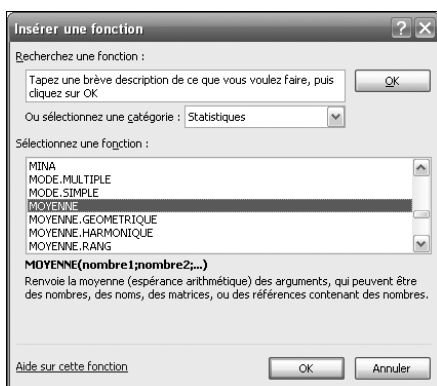 Insérer une fonction
Recherchez une fonction :
Tapez une brève description de ce que vous voulez faire, puis
cliquez sur OK
OK
Ou sélectionnez une catégorie : Statistiques
Sélectionnez une fonction :
MINA
MODE.MULTIPLE
MODE.SIMPLE
MOYENNE
MOYENNE.GEOMETRIQUE
MOYENNE.HARMONIQUE
MOYENNE.RANG
MOYENNE(nombre1;nombre2;...)
Renvoie la moyenne (espérance arithmétique) des arguments, qui peuvent être
des nombres, des noms, des matrices, ou des références contenant des nombres.
Aide sur cette fonction
OK
Annuler